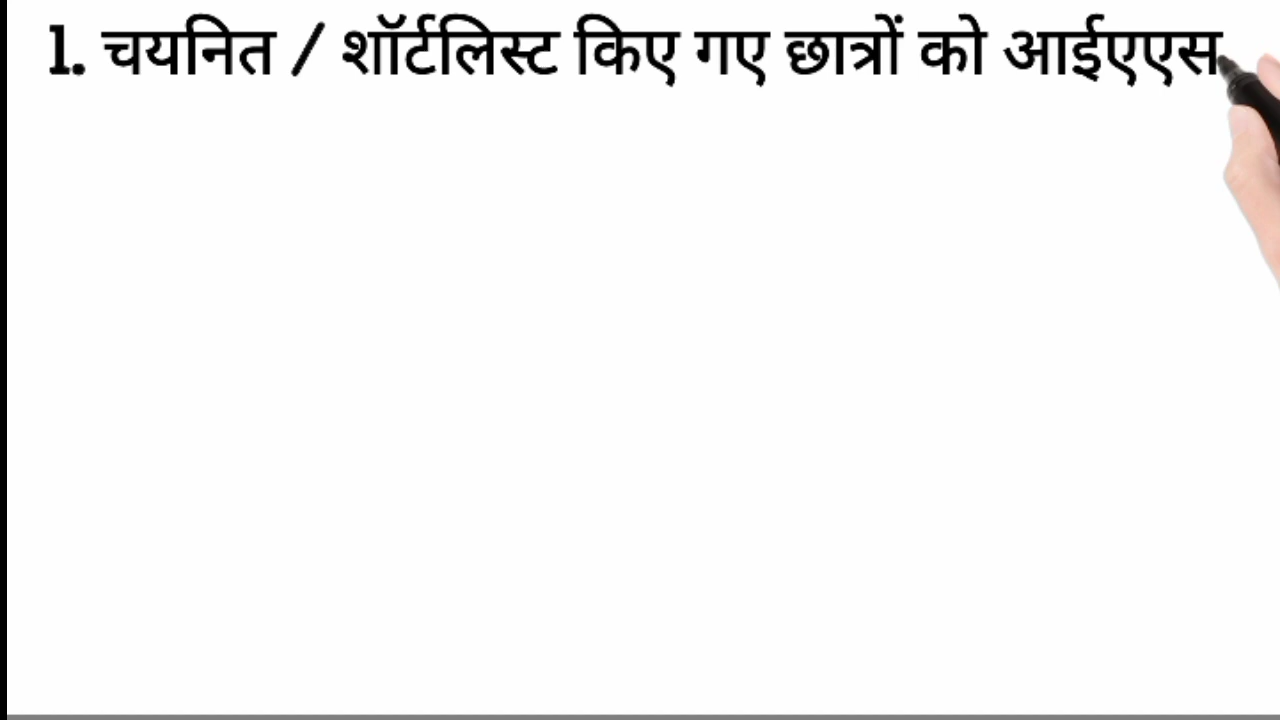 1. चयनित / शॉर्टलिस्ट किए गए छात्रों को आईएएस